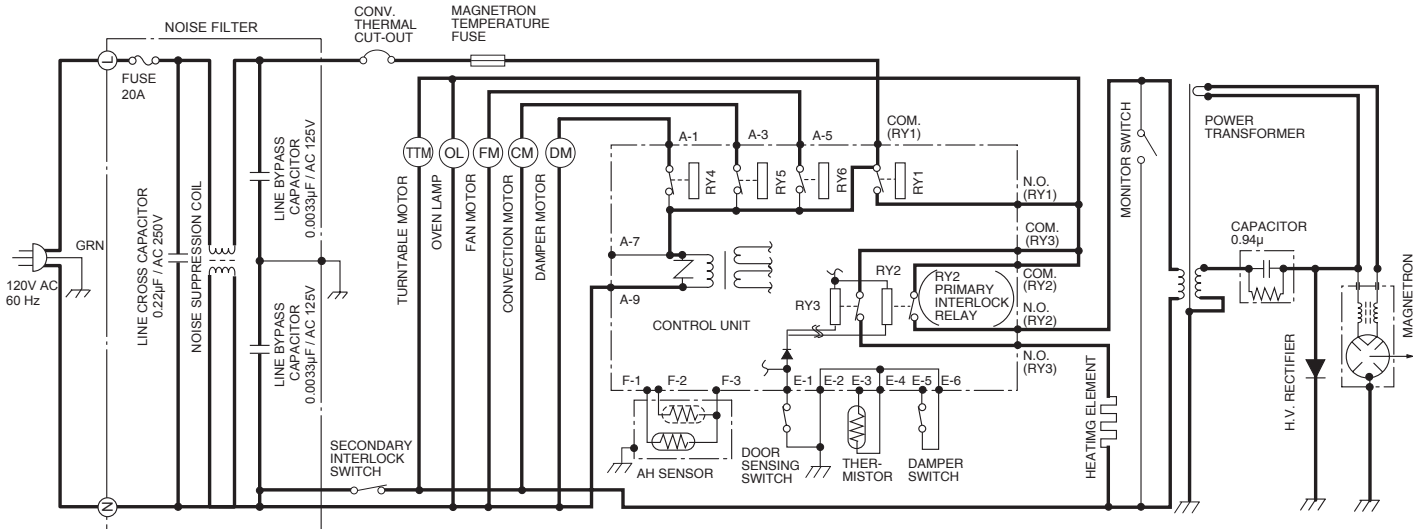 NOISE FILTER
L
FUSE
20A
GRN
120V AC
60 Hz
N
LINE CROSS CAPACITOR
0.22µF / AC 250V
NOISE SUPPRESSION COIL
LINE BYPASS
CAPACITOR
0.0033µF / AC 125V
LINE BYPASS
CAPACITOR
0.0033µF / AC 125V
CONV.
THERMAL
CUT-OUT
MAGNETRON
TEMPERATURE
FUSE
TTM
OL
FM
CM
DM
TURNTABLE MOTOR
OVEN LAMP
FAN MOTOR
CONVECTION MOTOR
DAMPER MOTOR
SECONDARY
INTERLOCK
SWITCH
A-1
A-3
A-5
COM.
(RY1)
RY4
RY5
RY6
RY1
N.O.
(RY1)
COM.
(RY3)
COM.
(RY2)
N.O.
(RY2)
N.O.
(RY3)
A-7
A-9
CONTROL UNIT
RY3
RY2
RY2
PRIMARY
INTERLOCK
RELAY
F-1
F-2
F-3
E-1
E-2
E-3
E-4
E-5
E-6
AH SENSOR
DOOR
SENSING
SWITCH
THER-
MISTOR
DAMPER
SWITCH
HEATIMG ELEMENT
MONITOR SWITCH
POWER
TRANSFORMER
CAPACITOR
0.94µ
H.V. RECTIFIER
MAGNETRON